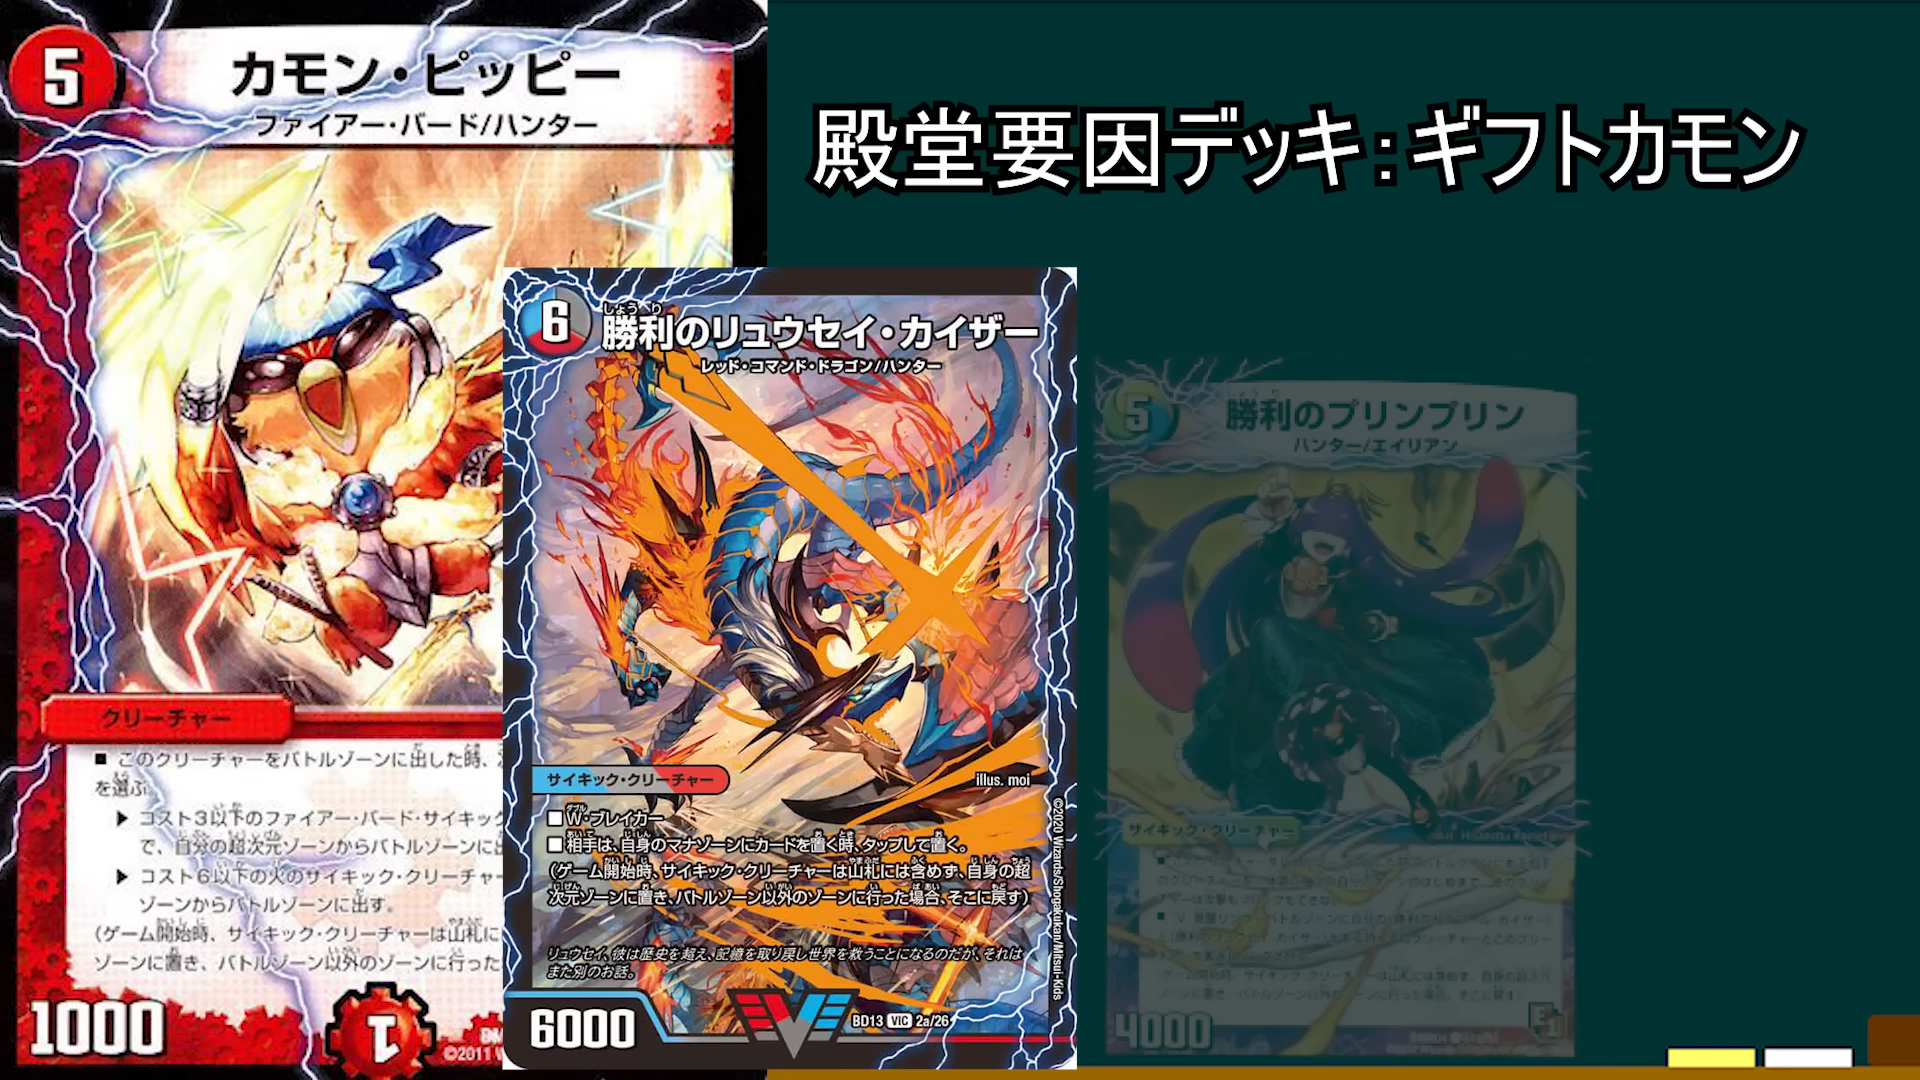 殿堂要因デッキ：ギフトカモン
5
カモン・ピッピー
ファイアー・バード/ハンター
クリーチャー
■ このクリーチャーをバトルゾーンに出した時、
を選ぶ
▶ コスト3以下のファイアー・バード・サイキック
で、自分の超次元ゾーンからバトルゾーンに出
▶ コスト6以下の火のサイキック・クリーチャー
ゾーンからバトルゾーンに出す。
(ゲーム開始時、サイキック・クリーチャーは山札に
ゾーンに置き、バトルゾーン以外のゾーンに行った
1000
1
©2011 W
6
勝利のリュウセイ・カイザー
レッド・コマンド・ドラゴン/ハンター
サイキック・クリーチャー
illus. moi
■W・ブレイカー
■相手は、自身のマナゾーンにカードを置く時、タップして置く。
(ゲーム開始時、サイキック・クリーチャーは山札には含めず、自身の超
次元ゾーンに置き、バトルゾーン以外のゾーンに行った場合、そこに戻す)
リュウセイ、彼は歴史を超え、記憶を取り戻し世界を救うことになるのだが、それは
また別のお話。
6000
BD13 VIC 2a/26
©2020 Wizards/Shogakukan/Mitsui-Kids
5
勝利のプリンプリン
ハンター/エイリアン
サイキック・クリーチャー
4000
E1